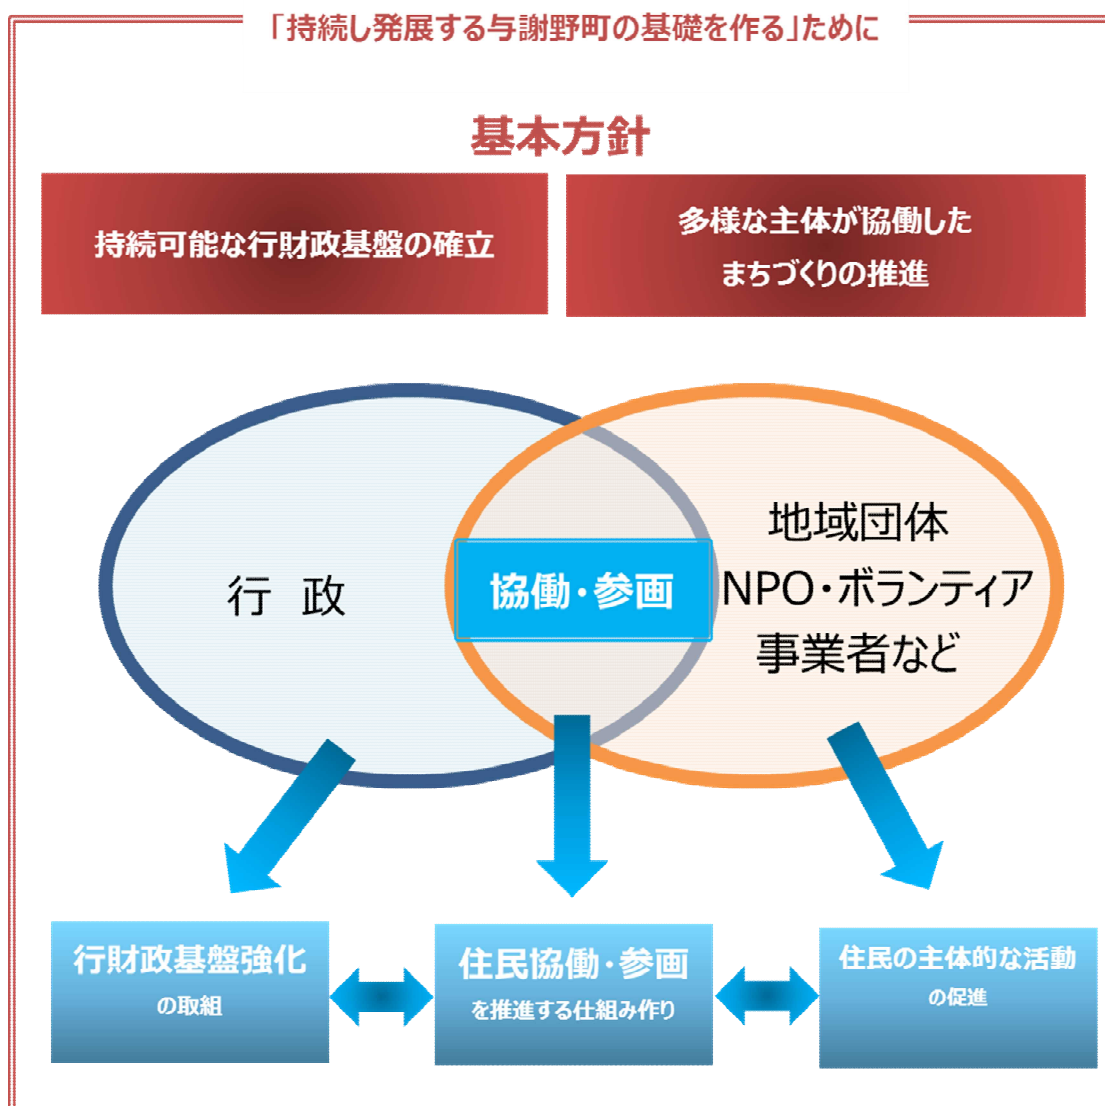 「持続し発展する与謝野町の基礎を作る」ために
基本方針
持続可能な行財政基盤の確立
多様な主体が協働した
まちづくりの推進
行 政
協働・参画
地域団体
NPO・ボランティア
事業者など
行財政基盤強化
の取組
住民協働・参画
を推進する仕組み作り
住民の主体的な活動
の促進